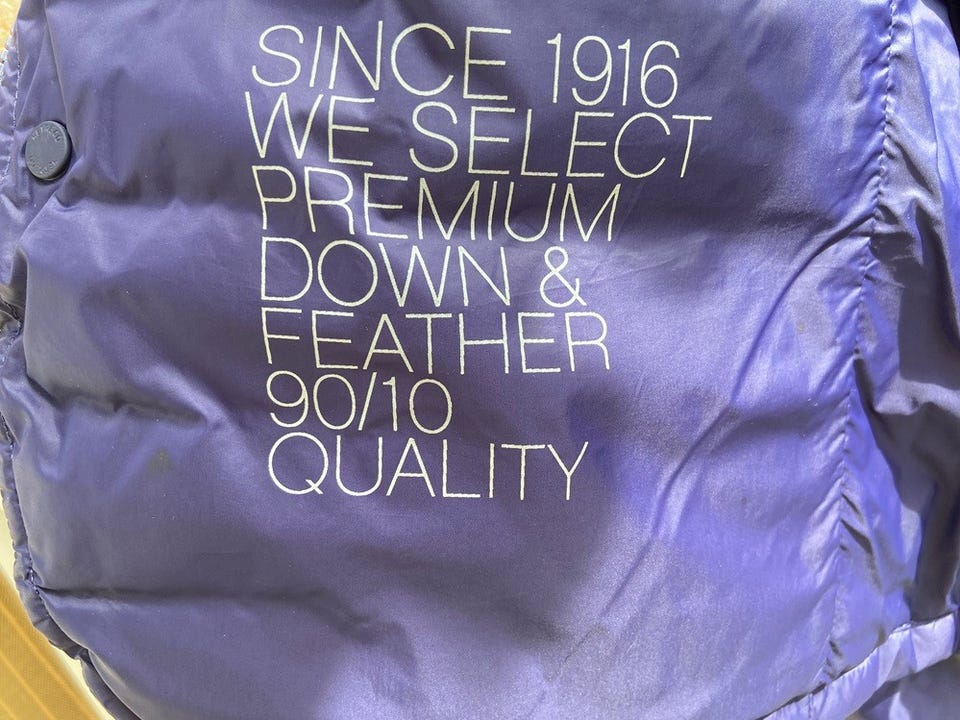 SINCE 1916
WE SELECT
PREMIUM
DOWN &
FEATHER
90/10
QUALITY